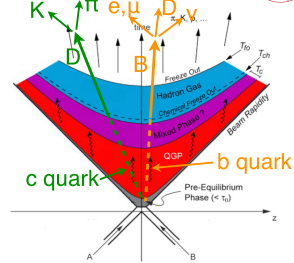 K π e,μ D ν
time
π, K, p, ...
D B
T_fo
T_ch
T_c
Freeze Out
Hadron Gas
Chemical Freeze Out
Mixed Phase ?
Beam Rapidity
QGP
b quark
c quark
Pre-Equilibrium
Phase (< τ₀)
z
A B